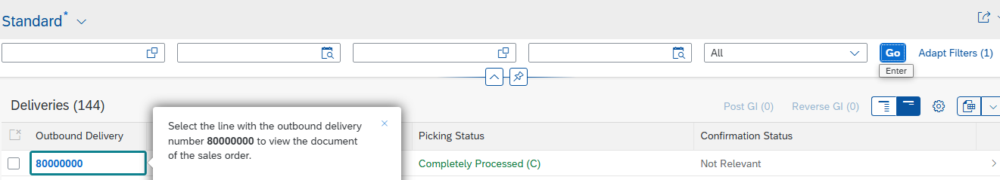 Standard*
All
Go
Adapt Filters (1)
Enter
Deliveries (144)
Post GI (0)
Reverse GI (0)
Outbound Delivery
Picking Status
Confirmation Status
80000000
Completely Processed (C)
Not Relevant
Select the line with the outbound delivery
number 80000000 to view the document
of the sales order.